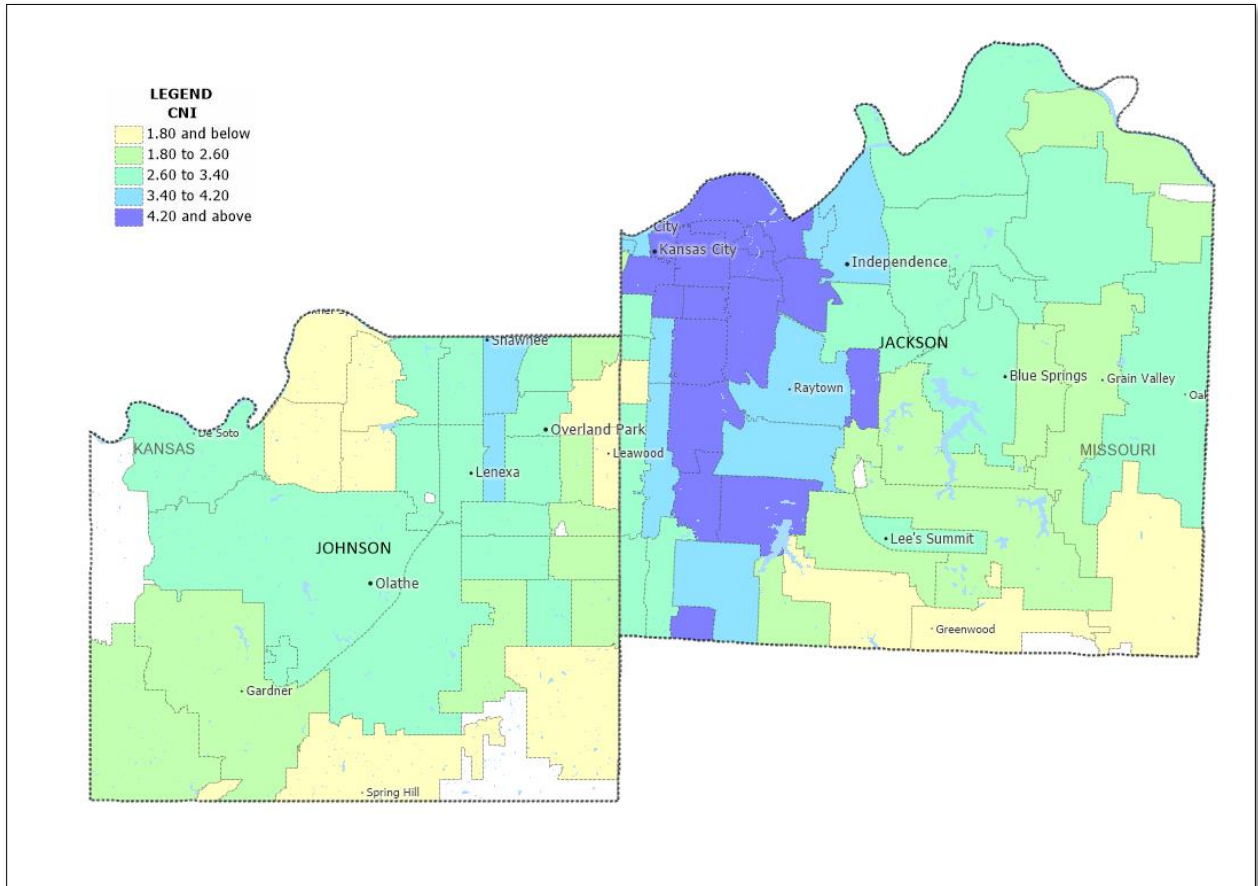 LEGEND
CNI
1.80 and below
1.80 to 2.60
2.60 to 3.40
3.40 to 4.20
4.20 and above
City
Kansas City
Independence
Shawnee
JACKSON
Blue Springs
Grain Valley
Raytown
Oa
De Soto
KANSAS
Overland Park
Leawood
MISSOURI
Lenexa
Lee's Summit
JOHNSON
Olathe
Greenwood
Gardner
Spring Hill